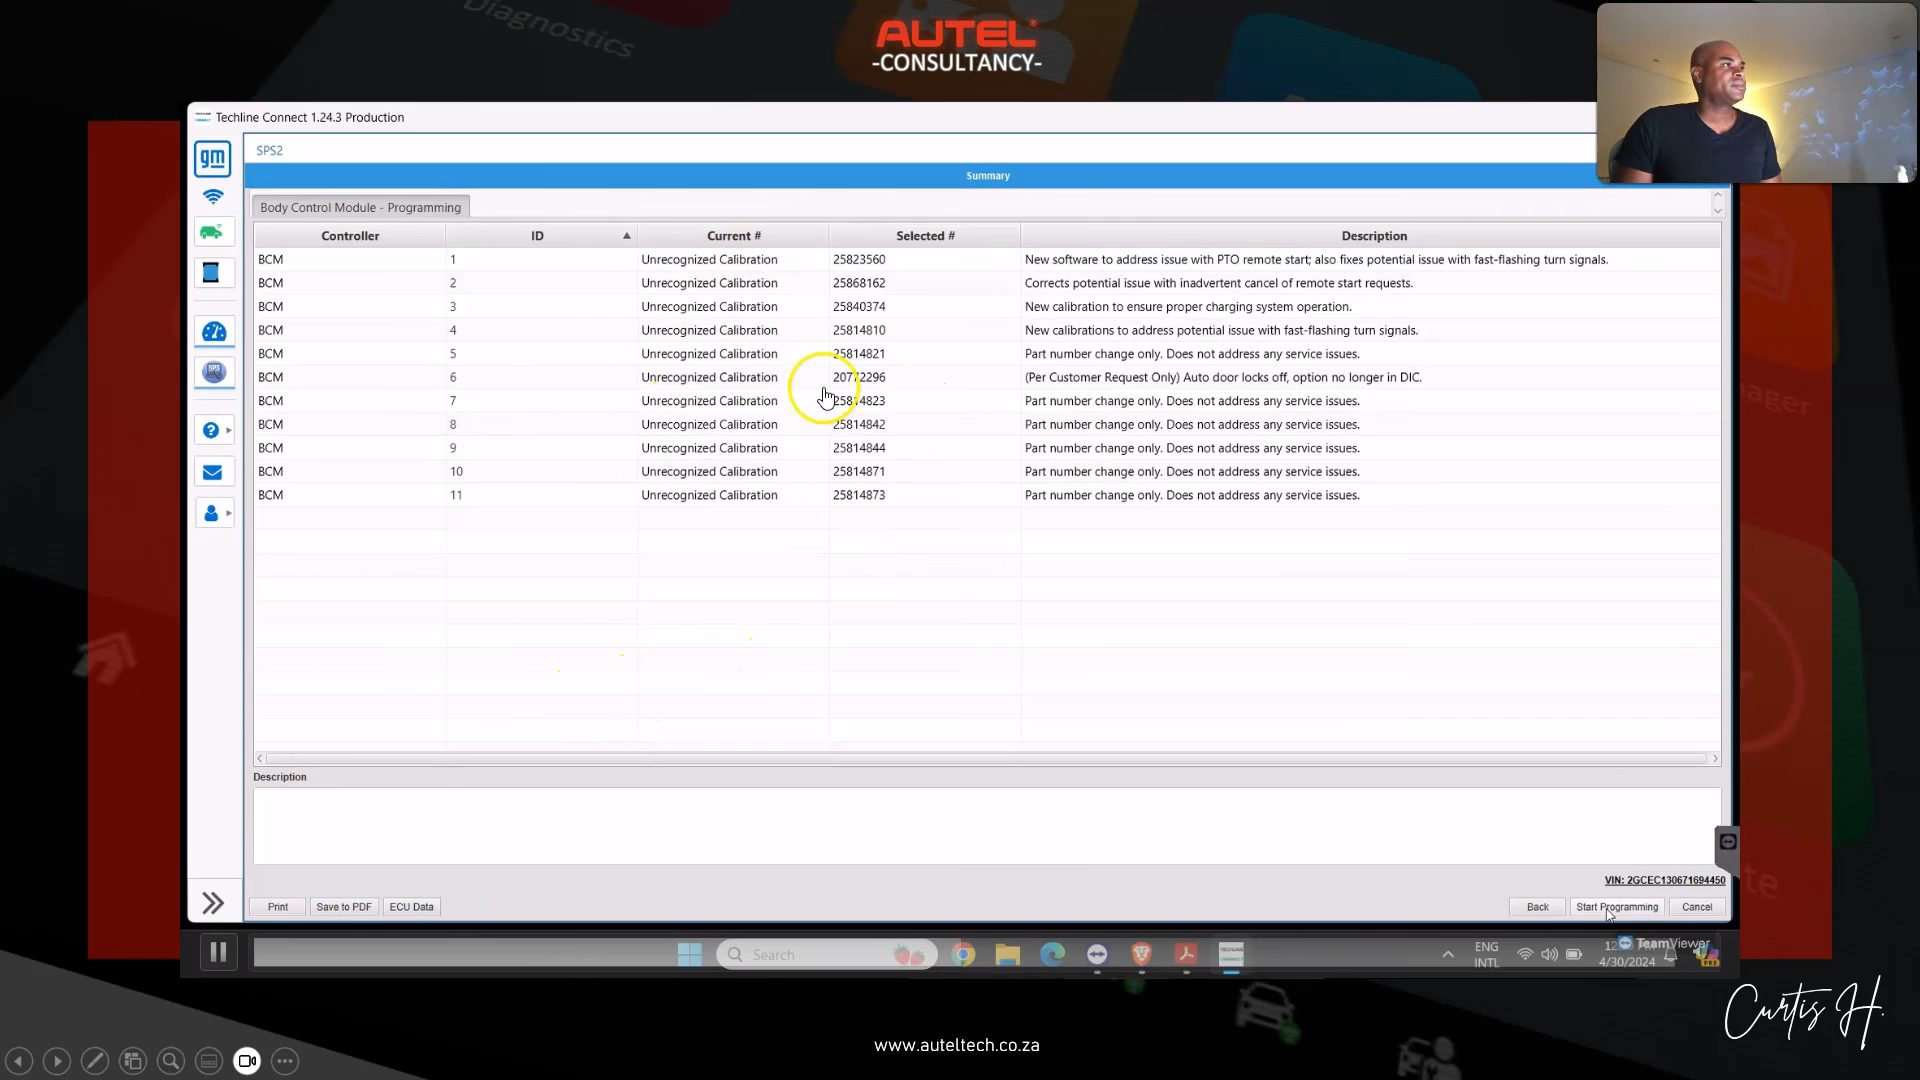 Diagnostics
AUTEL
-CONSULTANCY-
Techline Connect 1.24.3 Production
gm
SPS2
Summary
Body Control Module - Programming
Controller ID Current # Selected # Description
BCM 1 Unrecognized Calibration 25823560 New software to address issue with PTO remote start; also fixes potential issue with fast-flashing turn signals.
BCM 2 Unrecognized Calibration 25868162 Corrects potential issue with inadvertent cancel of remote start requests.
BCM 3 Unrecognized Calibration 25840374 New calibration to ensure proper charging system operation.
BCM 4 Unrecognized Calibration 25814810 New calibrations to address potential issue with fast-flashing turn signals.
BCM 5 Unrecognized Calibration 25814821 Part number change only. Does not address any service issues.
BCM 6 Unrecognized Calibration 20772296 (Per Customer Request Only) Auto door locks off, option no longer in DIC.
BCM 7 Unrecognized Calibration 25814823 Part number change only. Does not address any service issues.
BCM 8 Unrecognized Calibration 25814842 Part number change only. Does not address any service issues.
BCM 9 Unrecognized Calibration 25814844 Part number change only. Does not address any service issues.
BCM 10 Unrecognized Calibration 25814871 Part number change only. Does not address any service issues.
BCM 11 Unrecognized Calibration 25814873 Part number change only. Does not address any service issues.
Description
VIN: 2GCEC130671694450
Print Save to PDF ECU Data Back Start Programming Cancel
Search
ENG
INTL
TeamViewer
4/30/2024
PRE
Curtis H.
www.auteltech.co.za